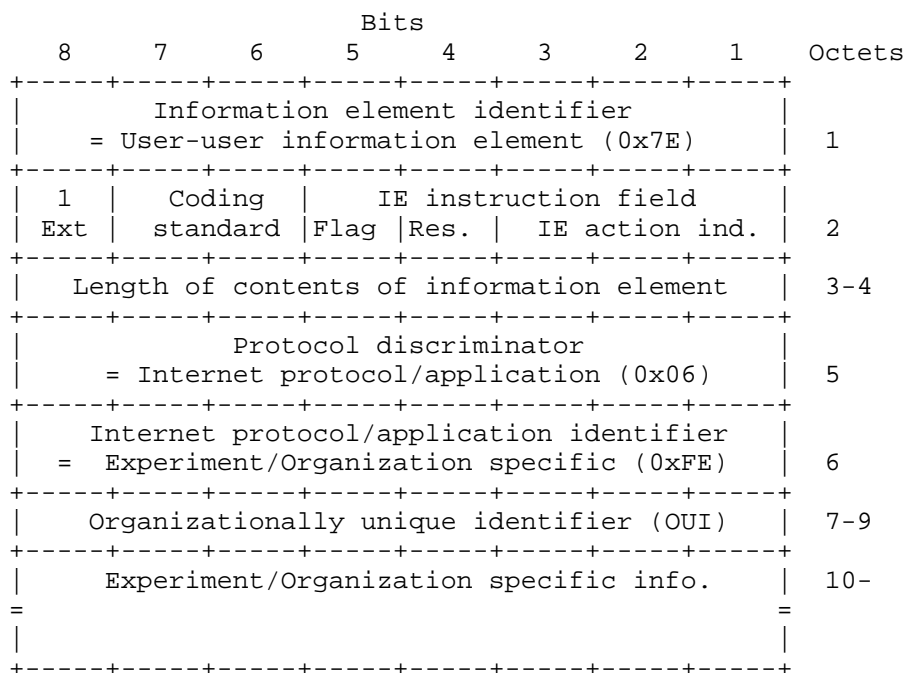 Bits
8 7 6 5 4 3 2 1 Octets
+-----+-----+-----+-----+-----+-----+-----+-----+
| Information element identifier |
| = User-user information element (0x7E) | 1
+-----+-----+-----+-----+-----+-----+-----+-----+
| 1 | Coding | IE instruction field |
| Ext | standard |Flag |Res. | IE action ind. | 2
+-----+-----+-----+-----+-----+-----+-----+-----+
| Length of contents of information element | 3-4
+-----+-----+-----+-----+-----+-----+-----+-----+
| Protocol discriminator |
| = Internet protocol/application (0x06) | 5
+-----+-----+-----+-----+-----+-----+-----+-----+
| Internet protocol/application identifier |
| = Experiment/Organization specific (0xFE) | 6
+-----+-----+-----+-----+-----+-----+-----+-----+
| Organizationally unique identifier (OUI) | 7-9
+-----+-----+-----+-----+-----+-----+-----+-----+
| Experiment/Organization specific info. | 10-
= =
| |
+-----+-----+-----+-----+-----+-----+-----+-----+